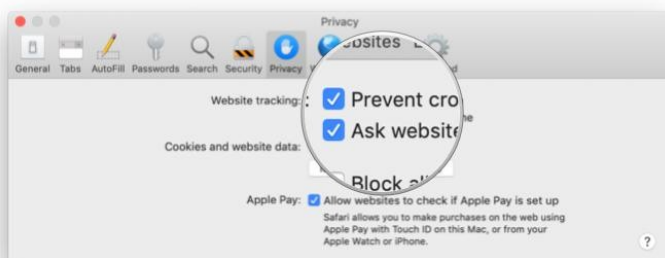 Privacy
General Tabs AutoFill Passwords Search Security Privacy
ebsites
Website tracking:
Prevent cro
Ask website
Cookies and website data:
Block
Apple Pay: Allow websites to check if Apple Pay is set up
Safari allows you to make purchases on the web using
Apple Pay with Touch ID on this Mac, or from your
Apple Watch or iPhone.
?